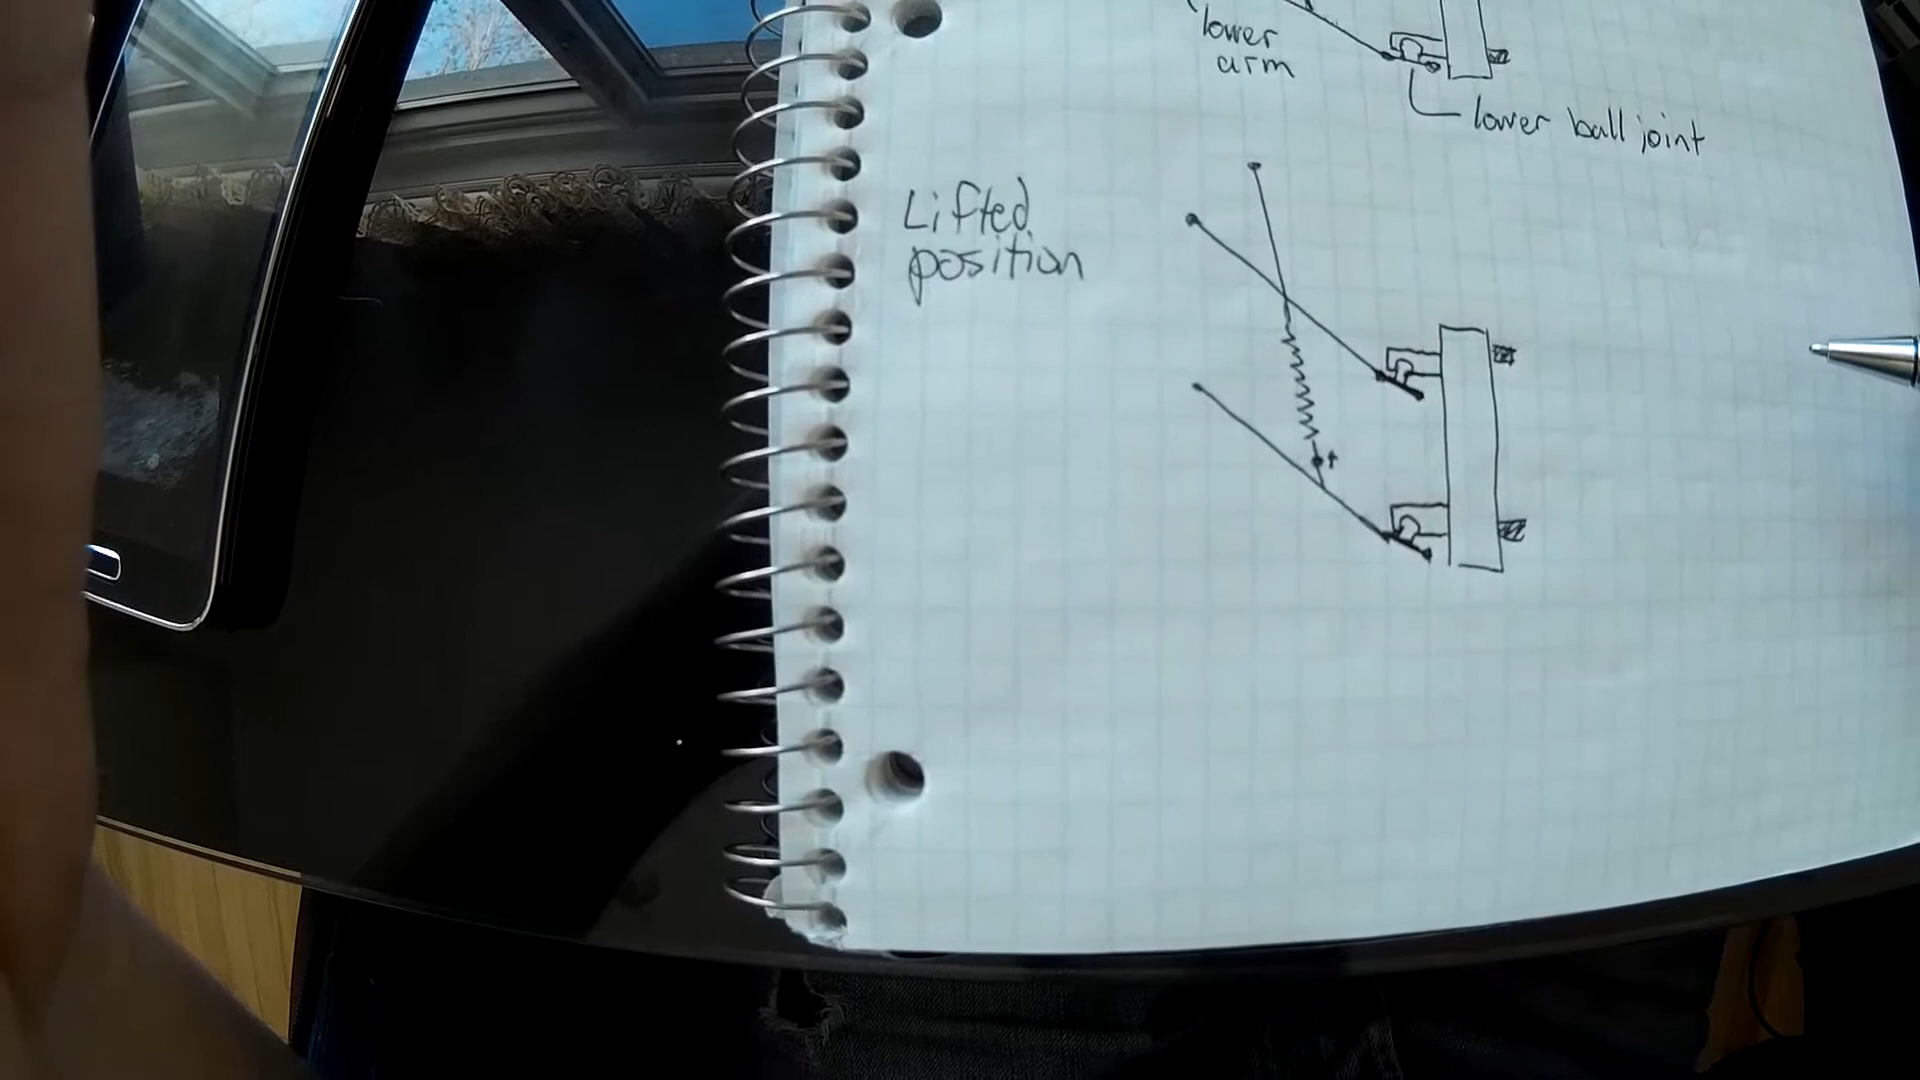 lower
arm
lower ball joint
Lifted
position